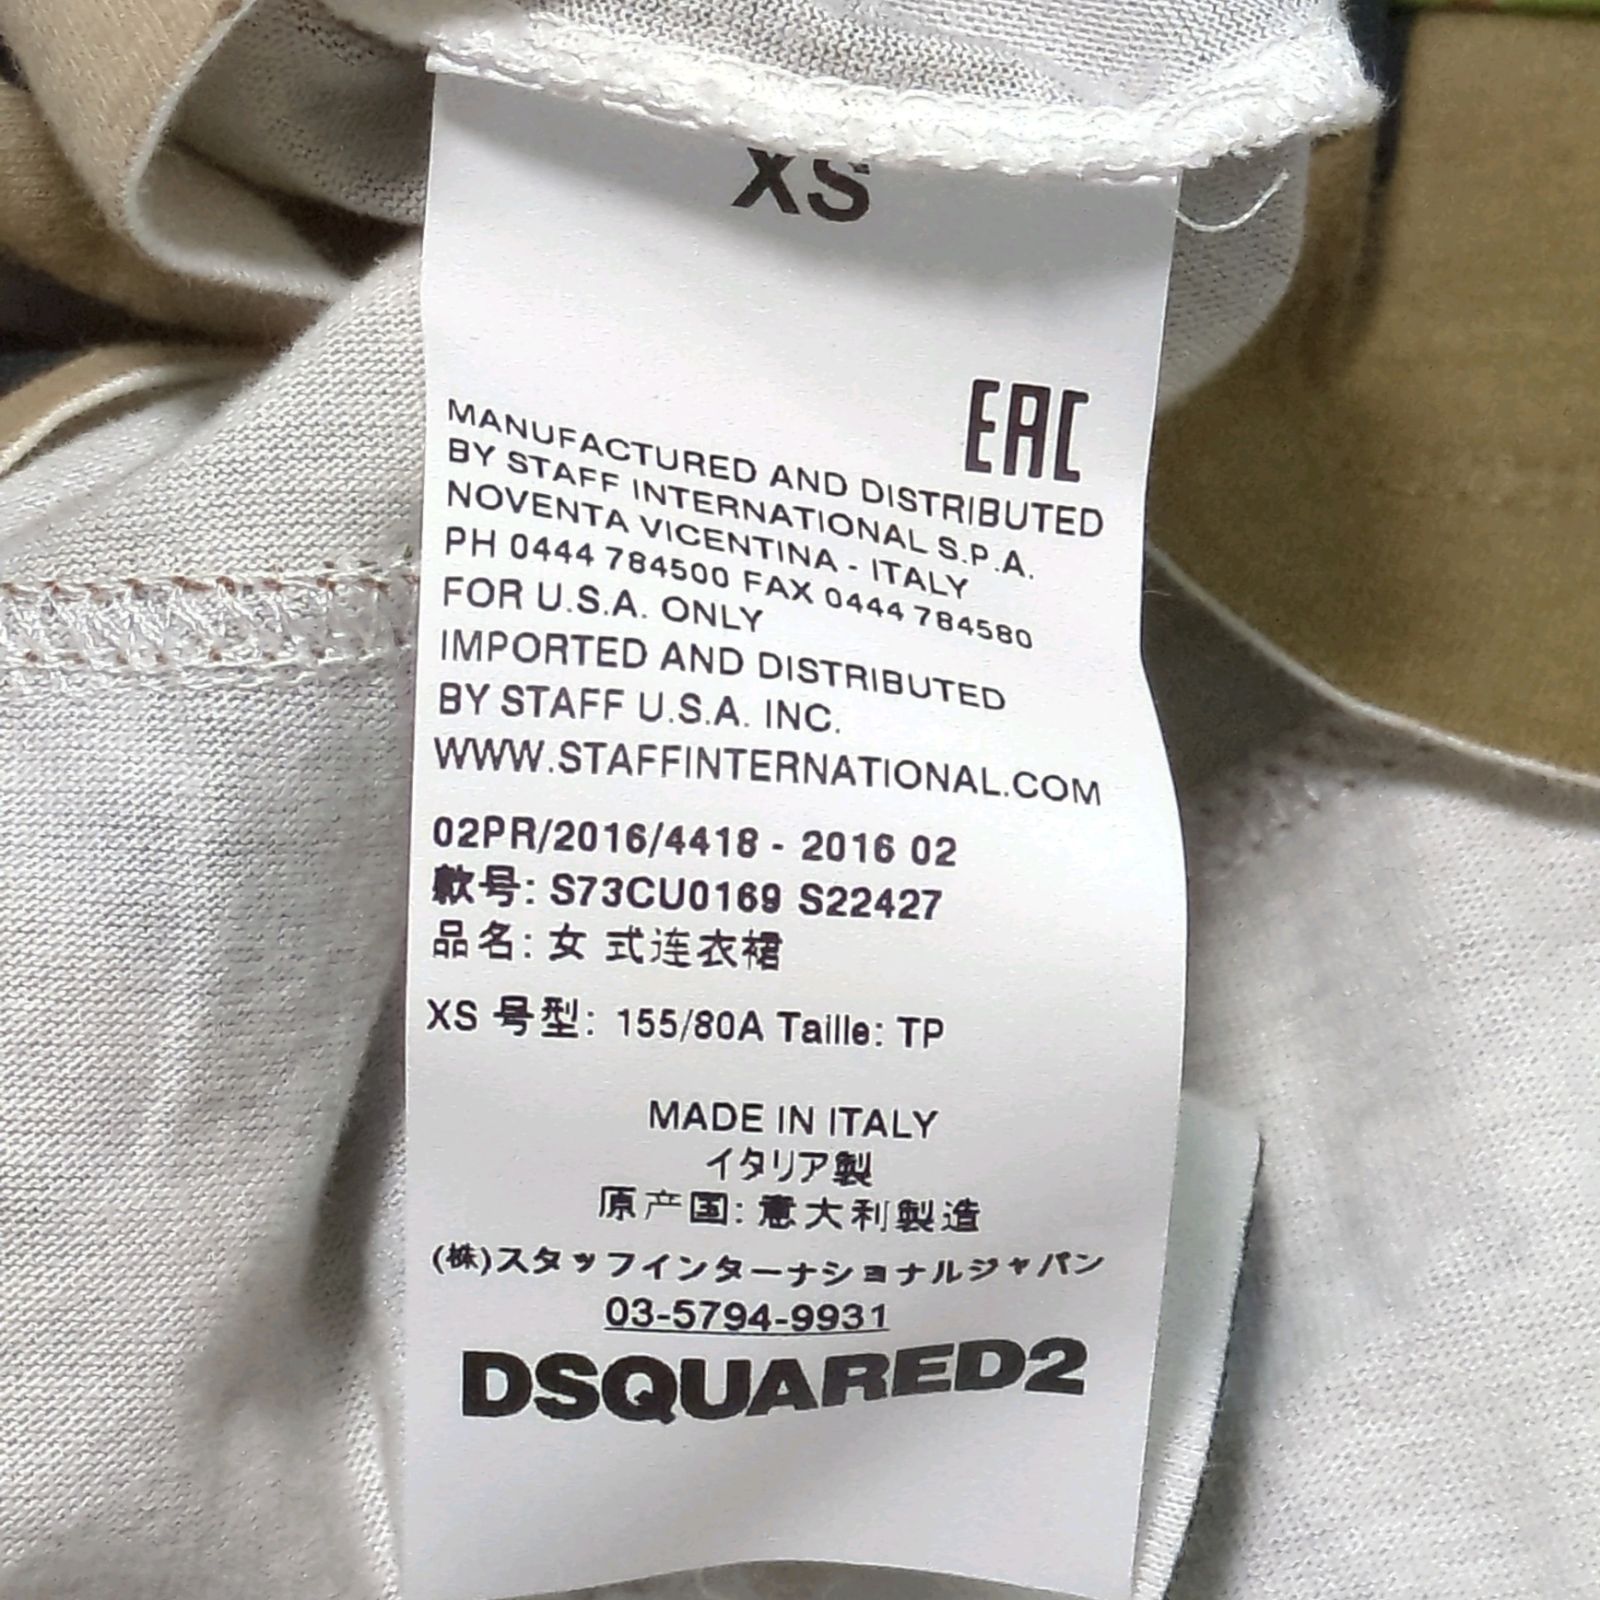 XS
EAC
MANUFACTURED AND DISTRIBUTED
BY STAFF INTERNATIONAL S.P.A.
NOVENTA VICENTINA - ITALY
PH 0444 784500 FAX 0444 784580
FOR U.S.A. ONLY
IMPORTED AND DISTRIBUTED
BY STAFF U.S.A. INC.
WWW.STAFFINTERNATIONAL.COM
02PR/2016/4418 - 2016 02
款号: S73CU0169 S22427
品名: 女 式连衣裙
XS 号型: 155/80A Taille: TP
MADE IN ITALY
イタリア製
原产国: 意大利製造
(株)スタッフインターナショナルジャパン
03-5794-9931
DSQUARED2